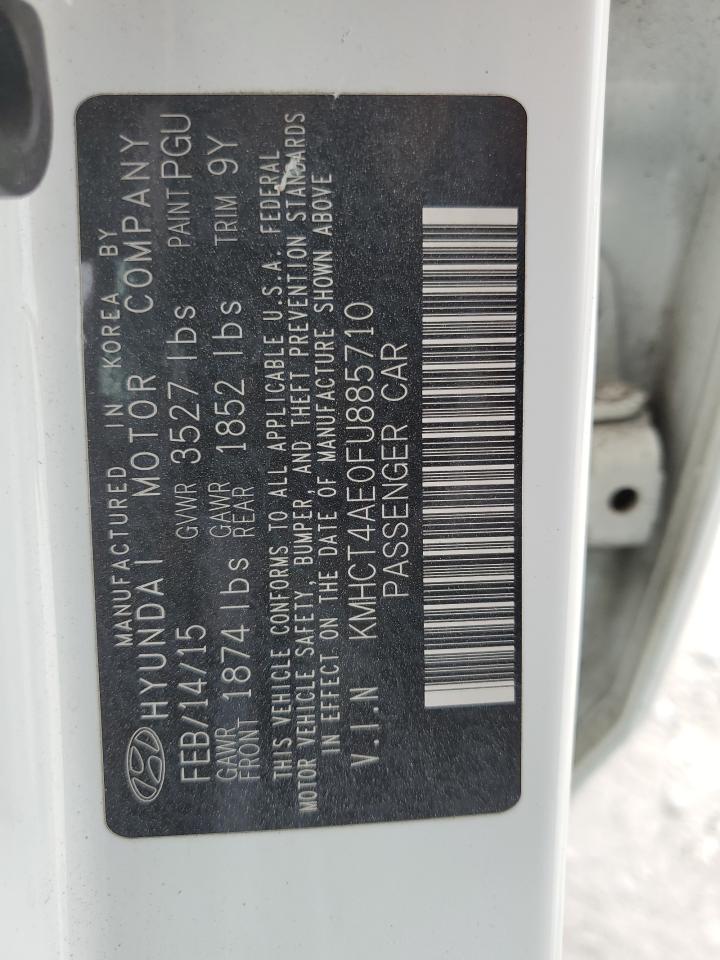 MANUFACTURED IN KOREA BY
HYUNDAI MOTOR COMPANY
FEB/14/15 GVWR 3527 lbs PAINT PGU
GAWR FRONT 1874 lbs GAWR REAR 1852 lbs TRIM 9Y
THIS VEHICLE CONFORMS TO ALL APPLICABLE U.S.A. FEDERAL
MOTOR VEHICLE SAFETY, BUMPER, AND THEFT PREVENTION STANDARDS
IN EFFECT ON THE DATE OF MANUFACTURE SHOWN ABOVE
V.I.N KMHCT4AE0FU885710
PASSENGER CAR